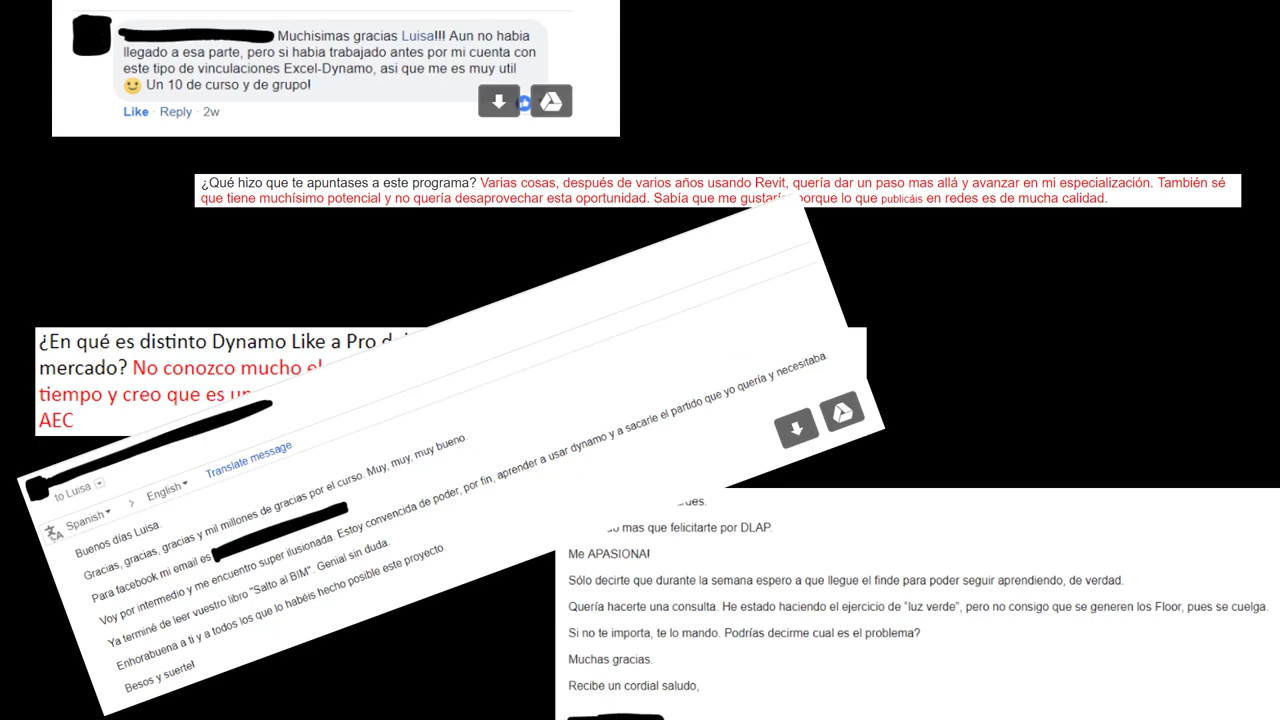 Muchisimas gracias Luisa!!! Aun no habia
llegado a esa parte, pero si habia trabajado antes por mi cuenta con
este tipo de vinculaciones Excel-Dynamo, asi que me es muy util
Un 10 de curso y de grupo!
Like · Reply · 2w
¿Qué hizo que te apuntases a este programa? Varias cosas, después de varios años usando Revit, quería dar un paso mas allá y avanzar en mi especialización. También sé
que tiene muchísimo potencial y no quería desaprovechar esta oportunidad. Sabía que me gustaría porque lo que publicáis en redes es de mucha calidad.
¿En qué es distinto Dynamo Like a Pro
mercado? No conozco mucho el
tiempo y creo que es un
AEC
to Luisa
Spanish > English Translate message
Buenos días Luisa.
Gracias, gracias, gracias y mil millones de gracias por el curso. Muy, muy, muy bueno.
Para facebook mi email es
Voy por intermedio y me encuentro super ilusionada. Estoy convencida de poder, por fin, aprender a usar dynamo y a sacarle el partido que yo quería y necesitaba.
Ya terminé de leer vuestro libro "Salto al BIM". Genial sin duda.
Enhorabuena a ti y a todos los que lo habéis hecho posible este proyecto.
Besos y suerte!
mas que felicitarte por DLAP.
Me APASIONA!
Sólo decirte que durante la semana espero a que llegue el finde para poder seguir aprendiendo, de verdad.
Quería hacerte una consulta. He estado haciendo el ejercicio de "luz verde", pero no consigo que se generen los Floor, pues se cuelga.
Si no te importa, te lo mando. Podrías decirme cual es el problema?
Muchas gracias.
Recibe un cordial saludo,